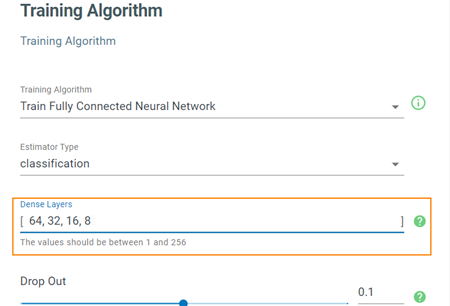 Training Algorithm
Training Algorithm
Training Algorithm
Train Fully Connected Neural Network
Estimator Type
classification
Dense Layers
[ 64, 32, 16, 8 ]
The values should be between 1 and 256
Drop Out
0.1